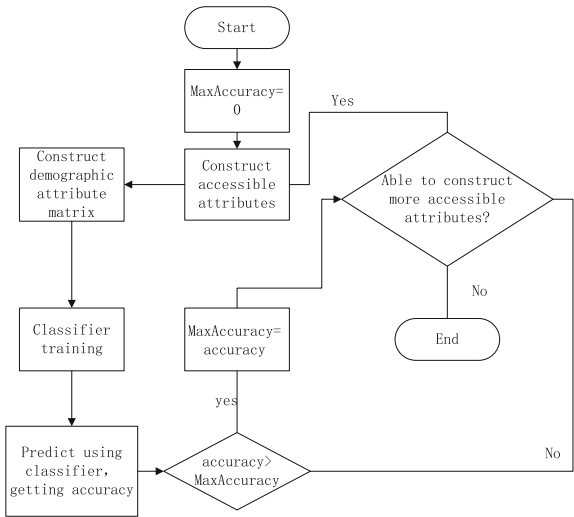 Start
MaxAccuracy=
0
Yes
Construct
demographic
attribute
matrix
Construct
accessible
attributes
Able to construct
more accessible
attributes?
No
Classifier
training
MaxAccuracy=
accuracy
End
yes
Predict using
classifier,
getting accuracy
accuracy>
MaxAccuracy
No